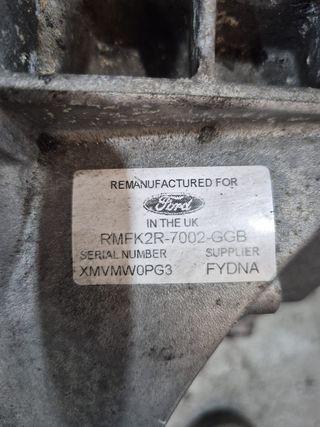 REMANUFACTURED FOR
Ford
IN THE UK
RMFK2R-7002-GGB
SERIAL NUMBER SUPPLIER
XMVMW0PG3 FYDNA